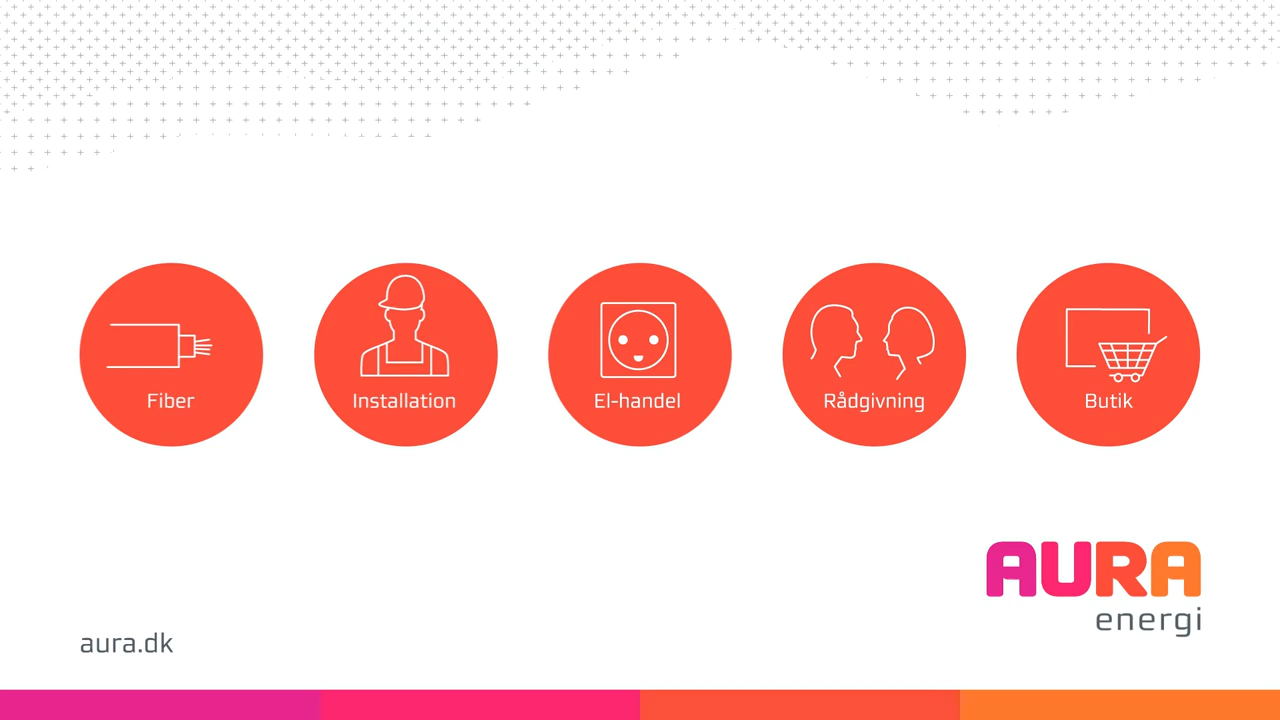 Fiber
Installation
El-handel
Rådgivning
Butik
AURA
energi
aura.dk